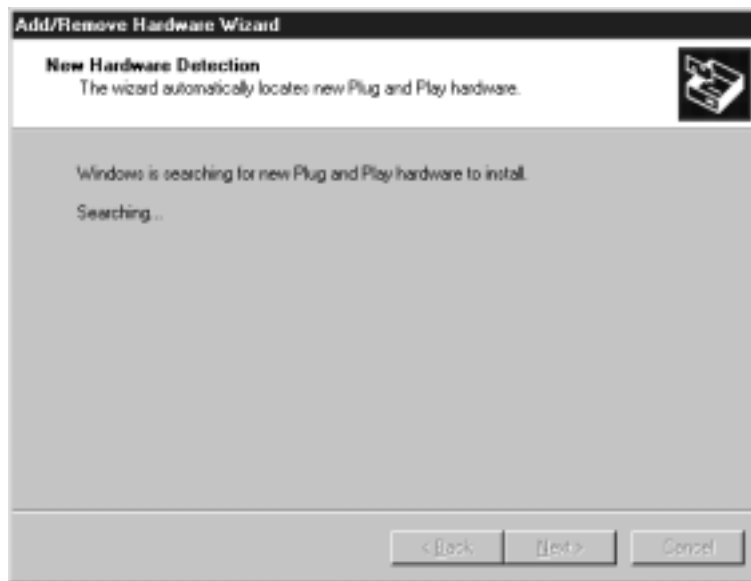 Add/Remove Hardware Wizard
New Hardware Detection
The wizard automatically locates new Plug and Play hardware.
Windows is searching for new Plug and Play hardware to install.
Searching...
< Back
Next >
Cancel